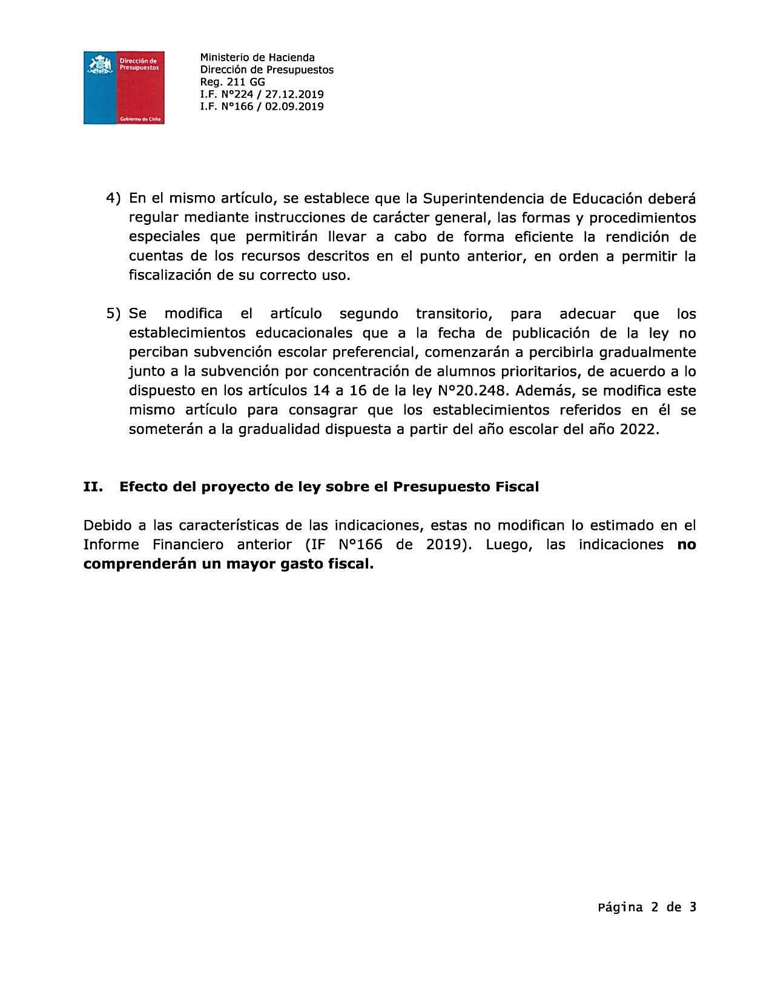 Dirección de
Presupuestos
Gobierno de Chile
Ministerio de Hacienda
Dirección de Presupuestos
Reg. 211 GG
I.F. N°224 / 27.12.2019
I.F. N°166 / 02.09.2019
4) En el mismo artículo, se establece que la Superintendencia de Educación deberá
regular mediante instrucciones de carácter general, las formas y procedimientos
especiales que permitirán llevar a cabo de forma eficiente la rendición de
cuentas de los recursos descritos en el punto anterior, en orden a permitir la
fiscalización de su correcto uso.
5) Se modifica el artículo segundo transitorio, para adecuar que los
establecimientos educacionales que a la fecha de publicación de la ley no
perciban subvención escolar preferencial, comenzarán a percibirla gradualmente
junto a la subvención por concentración de alumnos prioritarios, de acuerdo a lo
dispuesto en los artículos 14 a 16 de la ley N°20.248. Además, se modifica este
mismo artículo para consagrar que los establecimientos referidos en él se
someterán a la gradualidad dispuesta a partir del año escolar del año 2022.
II. Efecto del proyecto de ley sobre el Presupuesto Fiscal
Debido a las características de las indicaciones, estas no modifican lo estimado en el
Informe Financiero anterior (IF N°166 de 2019). Luego, las indicaciones no
comprenderán un mayor gasto fiscal.
Página 2 de 3